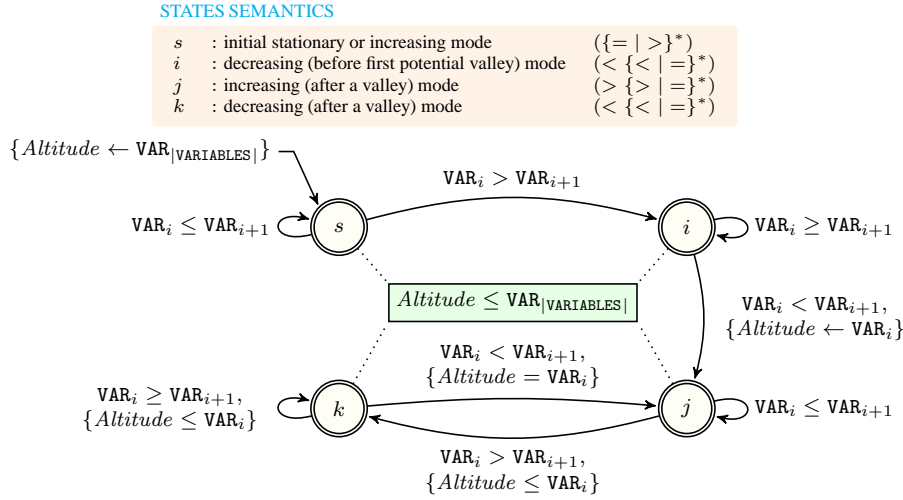 STATES SEMANTICS
s : initial stationary or increasing mode ({= | >}*)
i : decreasing (before first potential valley) mode (< {< | =}*)
j : increasing (after a valley) mode (> {> | =}*)
k : decreasing (after a valley) mode (< {< | =}*)
{Altitude ← VAR|VARIABLES|}
VARi > VARi+1
VARi ≤ VARi+1
s
i
VARi ≥ VARi+1
Altitude ≤ VAR|VARIABLES|
VARi < VARi+1,
{Altitude ← VARi}
VARi < VARi+1,
{Altitude = VARi}
VARi ≥ VARi+1,
{Altitude ≤ VARi}
k
j
VARi ≤ VARi+1
VARi > VARi+1,
{Altitude ≤ VARi}